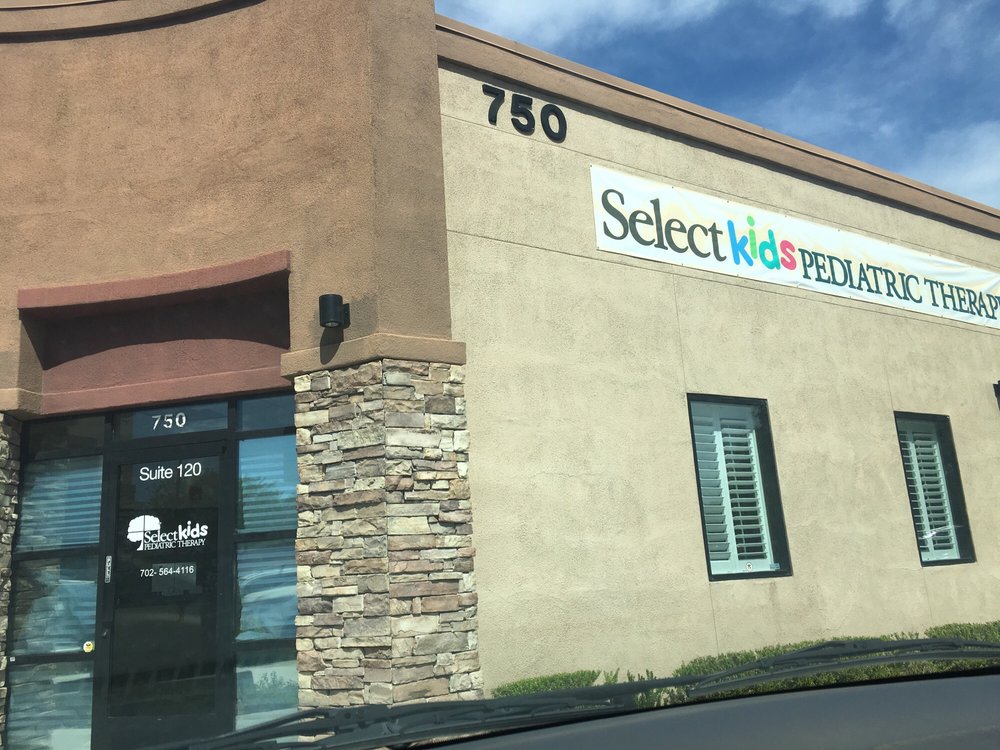 750
Select kids PEDIATRIC THERAPY
750
Suite 120
Select kids
PEDIATRIC THERAPY
702- 564-4116